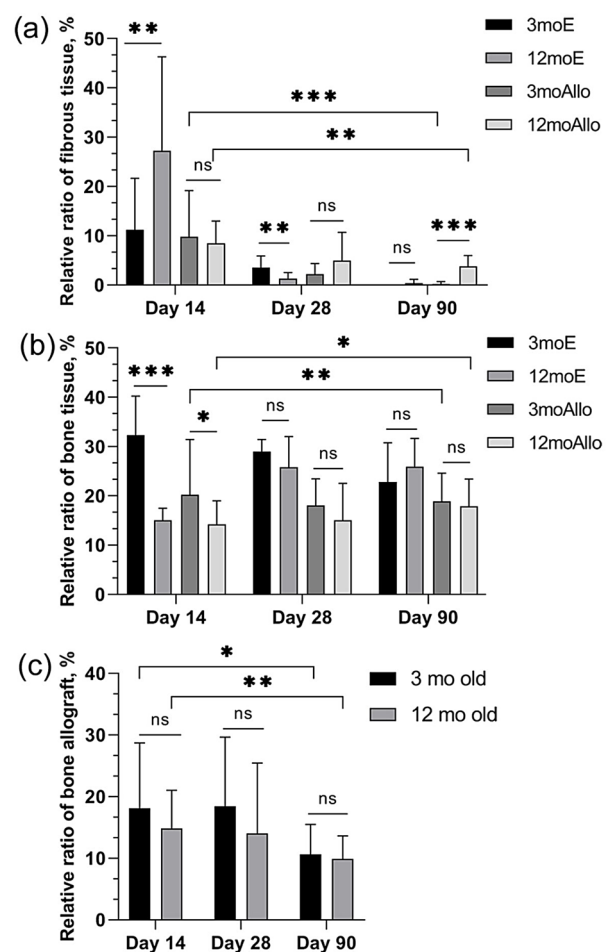 (a)
Relative ratio of fibrous tissue, %
50
40
30
20
10
0
**
***
**
ns
**
ns
ns
***
Day 14 Day 28 Day 90
3moE
12moE
3moAllo
12moAllo
(b)
Relative ratio of bone tissue, %
50
40
30
20
10
0
*
***
**
*
ns
ns
ns
ns
Day 14 Day 28 Day 90
3moE
12moE
3moAllo
12moAllo
(c)
Relative ratio of bone allograft, %
40
30
20
10
0
*
**
ns
ns
ns
Day 14 Day 28 Day 90
3 mo old
12 mo old